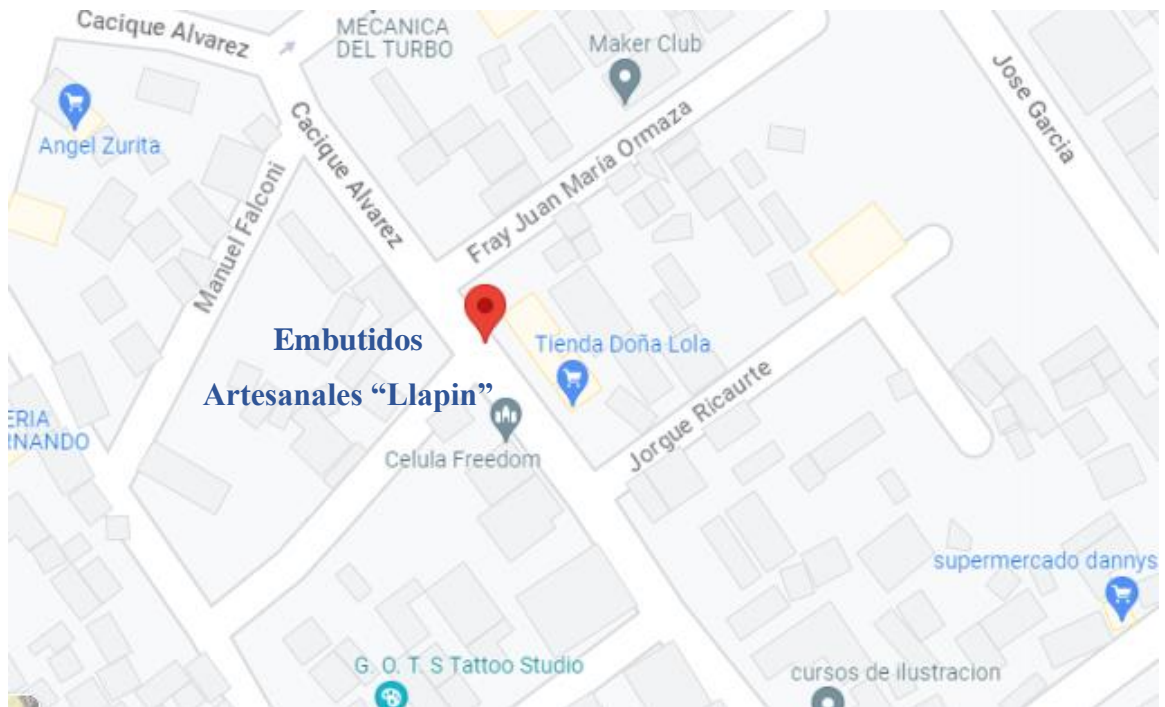 Cacique Alvarez
MECANICA
DEL TURBO
Maker Club
Jose Garcia
Angel Zurita
Cacique Alvarez
Fray Juan María Ormaza
Manuel Falconi
Embutidos
Artesanales “Llapin”
Tienda Doña Lola
Jorgue Ricaurte
ERIA
RNANDO
Celula Freedom
supermercado dannys
G. O. T. S Tattoo Studio
cursos de ilustracion